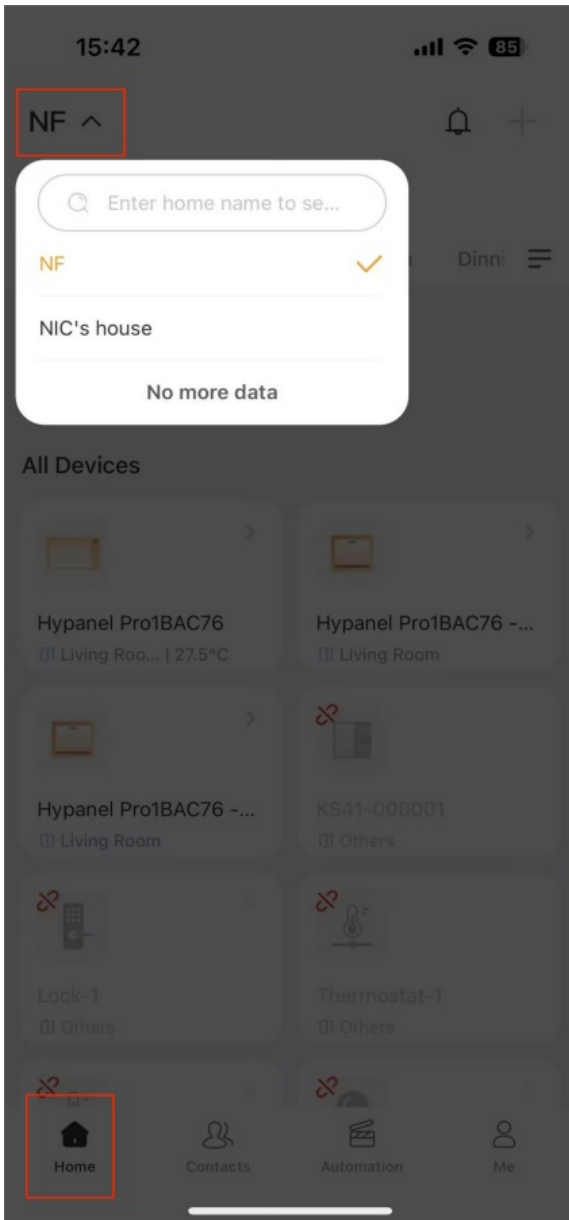 15:42
85
NF
Enter home name to se...
NF
Dinni
NIC's house
No more data
All Devices
Hypanel Pro1BAC76
Living Roo... | 27.5°C
Hypanel Pro1BAC76 -...
Living Room
Hypanel Pro1BAC76 -...
Living Room
KS41-000001
Others
Lock-1
Others
Thermostat-1
Others
Home
Contacts
Automation
Me